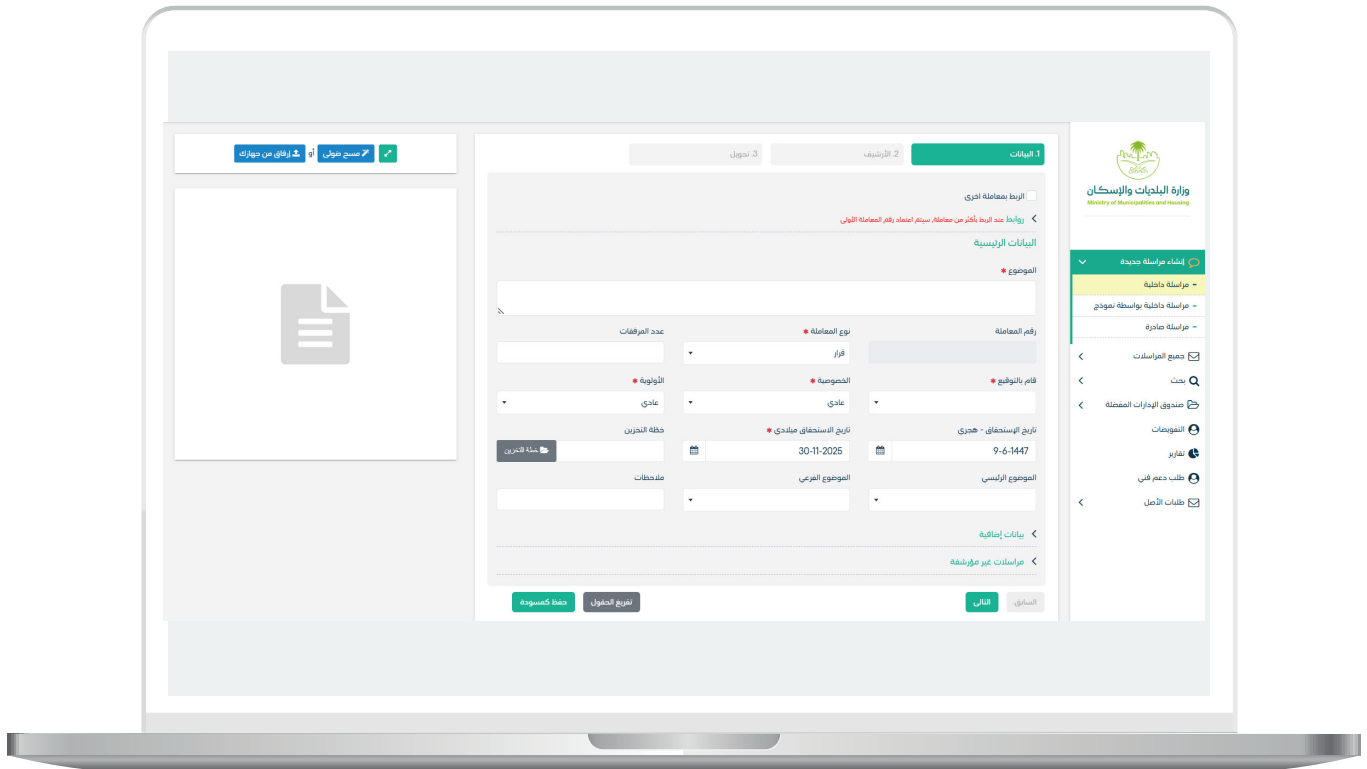 وزارة البلديات والإسكان
Ministry of Municipalities and Housing
إنشاء مراسلة جديدة
- مراسلة داخلية
- مراسلة داخلية بواسطة نموذج
- مراسلة صادرة
جميع المراسلات
بحث
صندوق الإدارات المفضلة
التفويضات
تقارير
طلب دعم فني
طلبات الأصل
1. البيانات
2. الأرشيف
3. تحويل
الربط بمعاملة اخرى
روابط عند الربط بأكثر من معاملة, سيتم اعتماد رقم المعاملة الأولى
البيانات الرئيسية
الموضوع *
رقم المعاملة
نوع المعاملة *
عدد المرفقات
قرار
قام بالتوقيع *
الخصوصية *
الأولوية *
عادي
عادي
تاريخ الإستحقاق - هجري
تاريخ الاستحقاق ميلادي *
خظة التخزين
9-6-1447
30-11-2025
خطة التخزين
الموضوع الرئيسي
الموضوع الفرعي
ملاحظات
بيانات إضافية
مراسلات غير مؤرشفة
السابق
التالى
تفريغ الحقول
حفظ كمسودة
مسح ضوئى أو إرفاق من جهازك